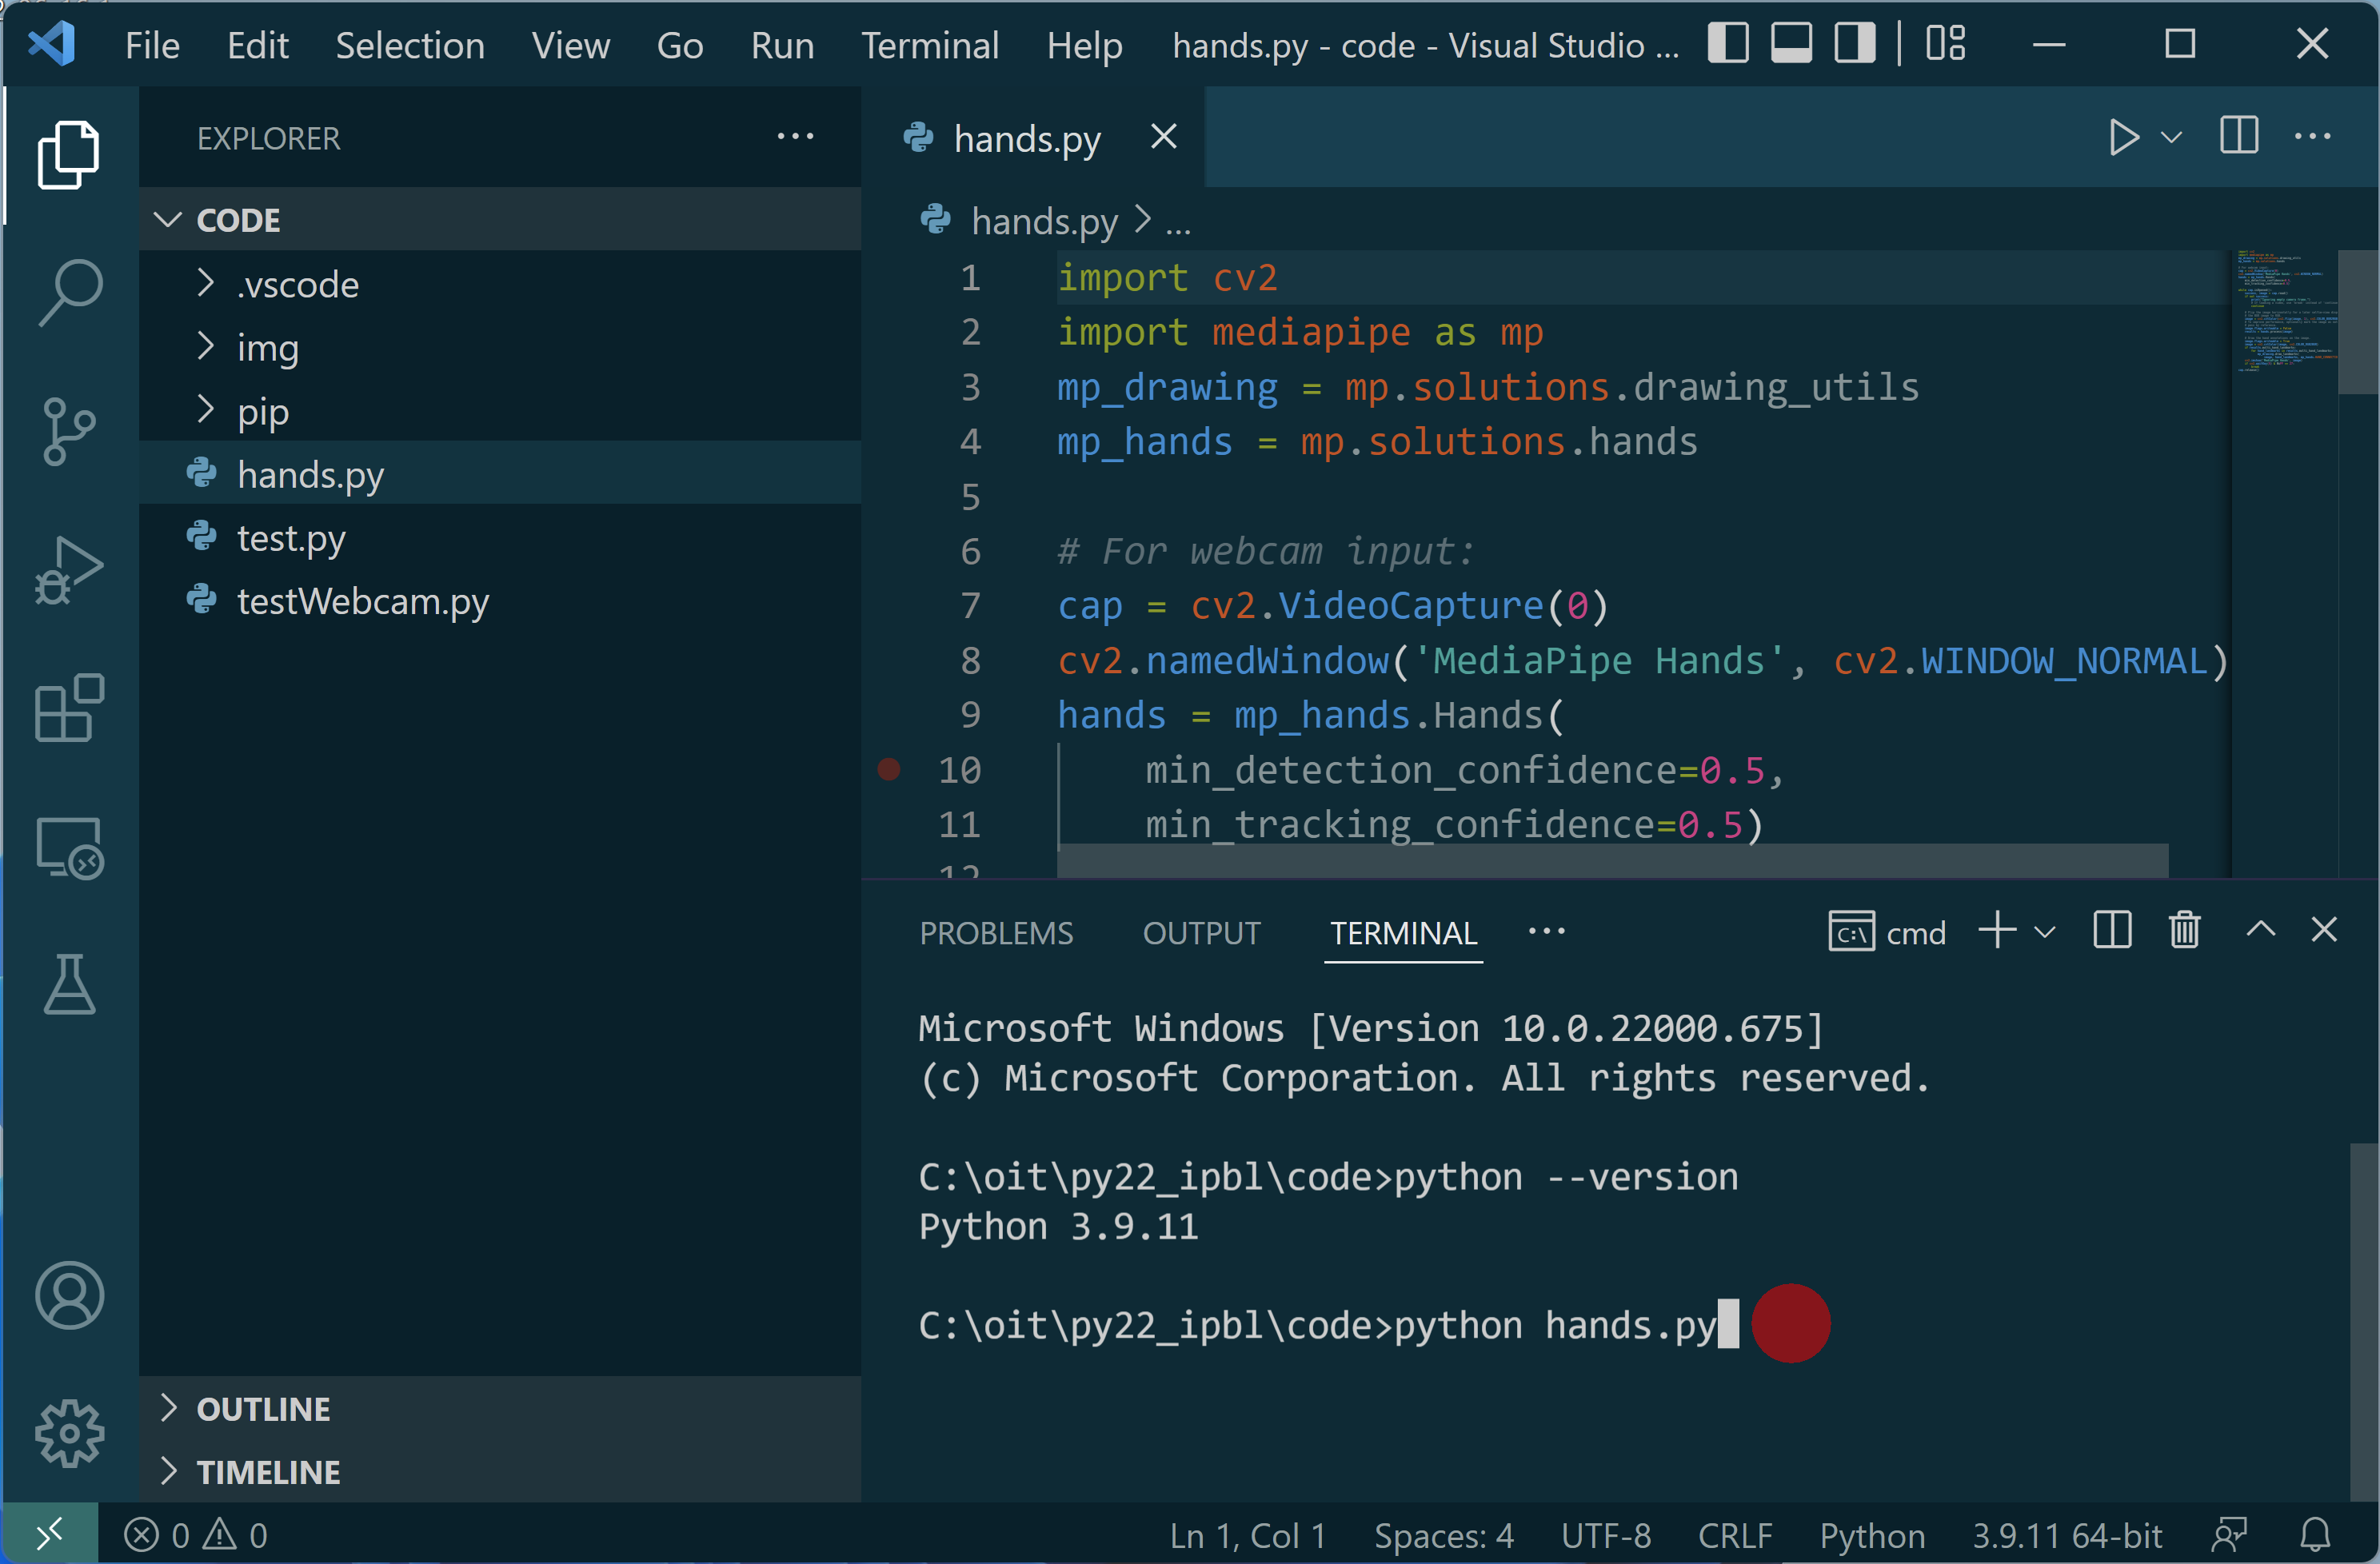 File Edit Selection View Go Run Terminal Help hands.py - code - Visual Studio ...
EXPLORER
CODE
.vscode
img
pip
hands.py
test.py
testWebcam.py
OUTLINE
TIMELINE
hands.py
hands.py > ...
1 import cv2
2 import mediapipe as mp
3 mp_drawing = mp.solutions.drawing_utils
4 mp_hands = mp.solutions.hands
5
6 # For webcam input:
7 cap = cv2.VideoCapture(0)
8 cv2.namedWindow('MediaPipe Hands', cv2.WINDOW_NORMAL)
9 hands = mp_hands.Hands(
10 min_detection_confidence=0.5,
11 min_tracking_confidence=0.5)
12
PROBLEMS OUTPUT TERMINAL ... cmd
Microsoft Windows [Version 10.0.22000.675]
(c) Microsoft Corporation. All rights reserved.
C:\oit\py22_ipbl\code>python --version
Python 3.9.11
C:\oit\py22_ipbl\code>python hands.py
0 0 Ln 1, Col 1 Spaces: 4 UTF-8 CRLF Python 3.9.11 64-bit